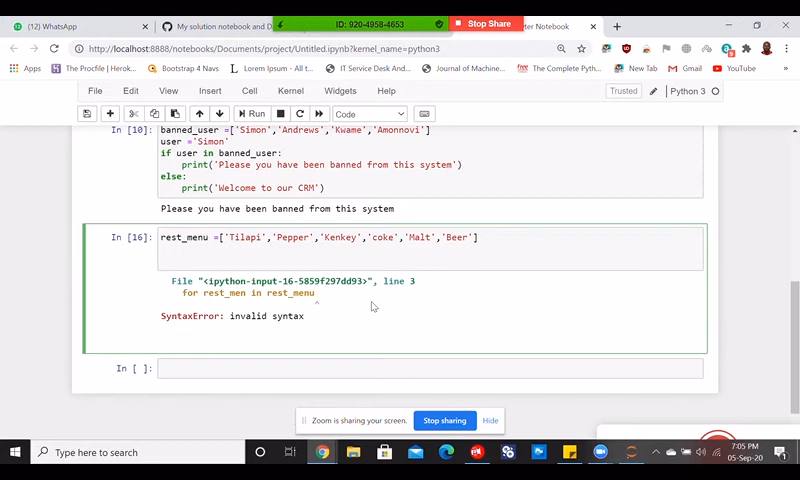 (12) WhatsApp
My solution notebook and D
ID: 920-4958-4653
Stop Share
ter Notebook
http://localhost:8888/notebooks/Documents/project/Untitled.ipynb?kernel_name=python3
Apps
The Procfile | Herok...
Bootstrap 4 Navs
Lorem Ipsum - All t...
IT Service Desk And...
Journal of Machine...
The Complete Pyth...
New Tab
Gmail
YouTube
File
Edit
View
Insert
Cell
Kernel
Widgets
Help
Trusted
Python 3
Run
Code
In [10]:
banned_user =['Simon','Andrews','Kwame','Amonnovi']
user ='Simon'
if user in banned_user:
print('Please you have been banned from this system')
else:
print('Welcome to our CRM')
Please you have been banned from this system
In [16]:
rest_menu =['Tilapi','Pepper','Kenkey','coke','Malt','Beer']
File "<ipython-input-16-5859f297dd93>", line 3
for rest_men in rest_menu
^
SyntaxError: invalid syntax
In [ ]:
Zoom is sharing your screen.
Stop sharing
Hide
Type here to search
7:05 PM
05-Sep-20